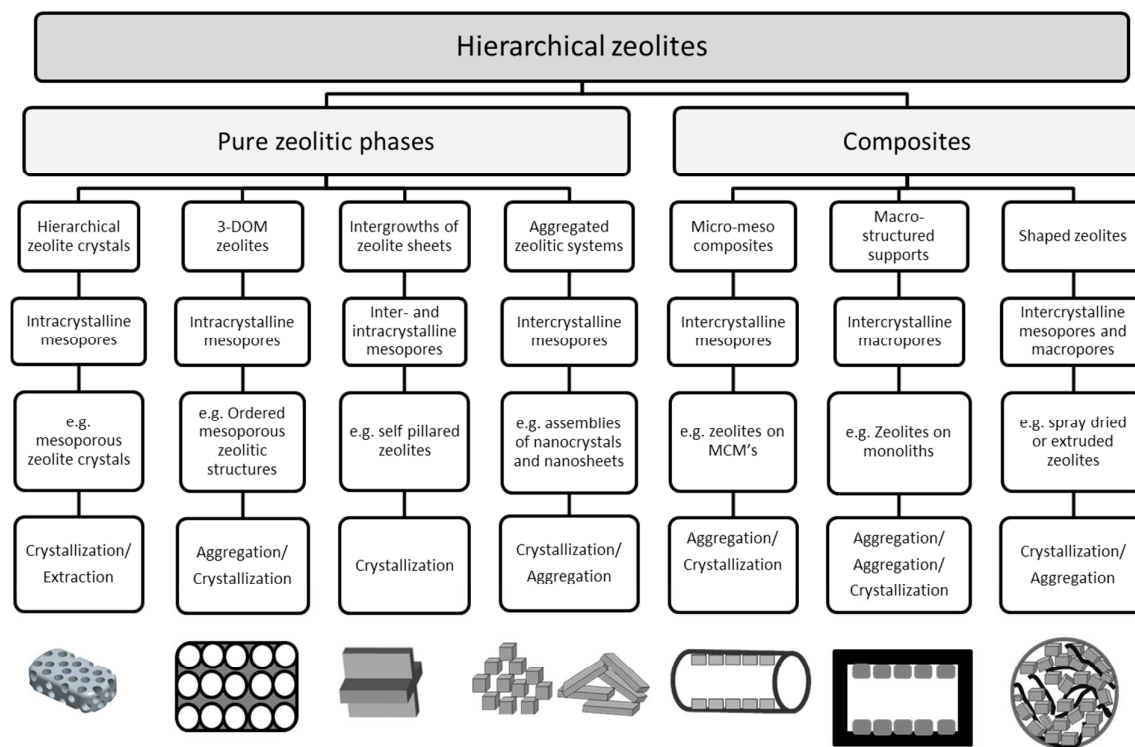 Hierarchical zeolites
Pure zeolitic phases
Composites
Hierarchical
zeolite crystals
3-DOM
zeolites
Intergrowths of
zeolite sheets
Aggregated
zeolitic systems
Micro-meso
composites
Macro-
structured
supports
Shaped zeolites
Intracrystalline
mesopores
Intracrystalline
mesopores
Inter- and
intracrystalline
mesopores
Intercrystalline
mesopores
Intercrystalline
mesopores
Intercrystalline
macropores
Intercrystalline
mesopores and
macropores
e.g.
mesoporous
zeolite crystals
e.g. Ordered
mesoporous
zeolitic
structures
e.g. self pillared
zeolites
e.g. assemblies
of nanocrystals
and nanosheets
e.g. zeolites on
MCM's
e.g. Zeolites on
monoliths
e.g. spray dried
or extruded
zeolites
Crystallization/
Extraction
Aggregation/
Crystallization
Crystallization
Crystallization/
Aggregation
Aggregation/
Crystallization
Aggregation/
Aggregation/
Crystallization
Crystallization/
Aggregation